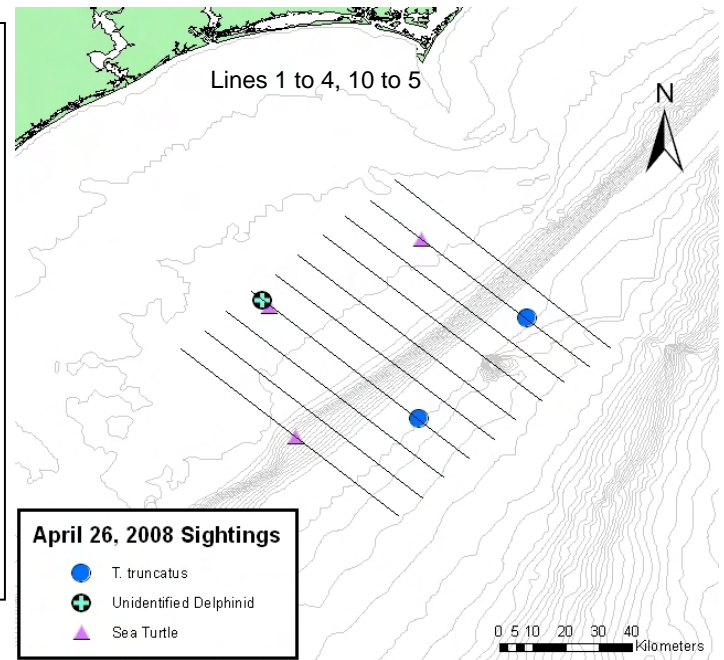 Lines 1 to 4, 10 to 5
N
April 26, 2008 Sightings
T. truncatus
Unidentified Delphinid
Sea Turtle
0 5 10 20 30 40
Kilometers